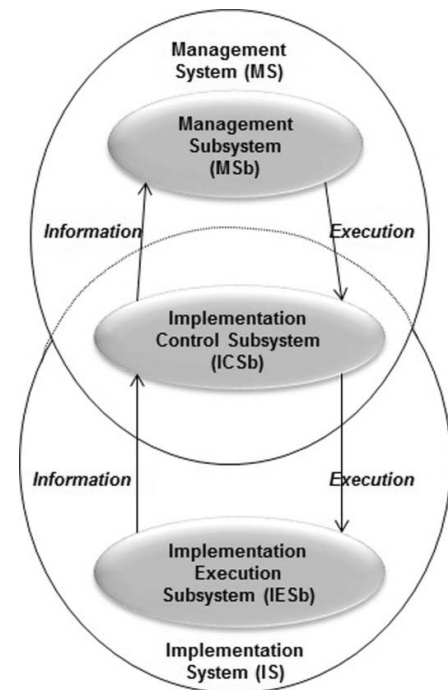 Management
System (MS)
Management
Subsystem
(MSb)
Information
Execution
Implementation
Control Subsystem
(ICSb)
Information
Execution
Implementation
Execution
Subsystem (IESb)
Implementation
System (IS)